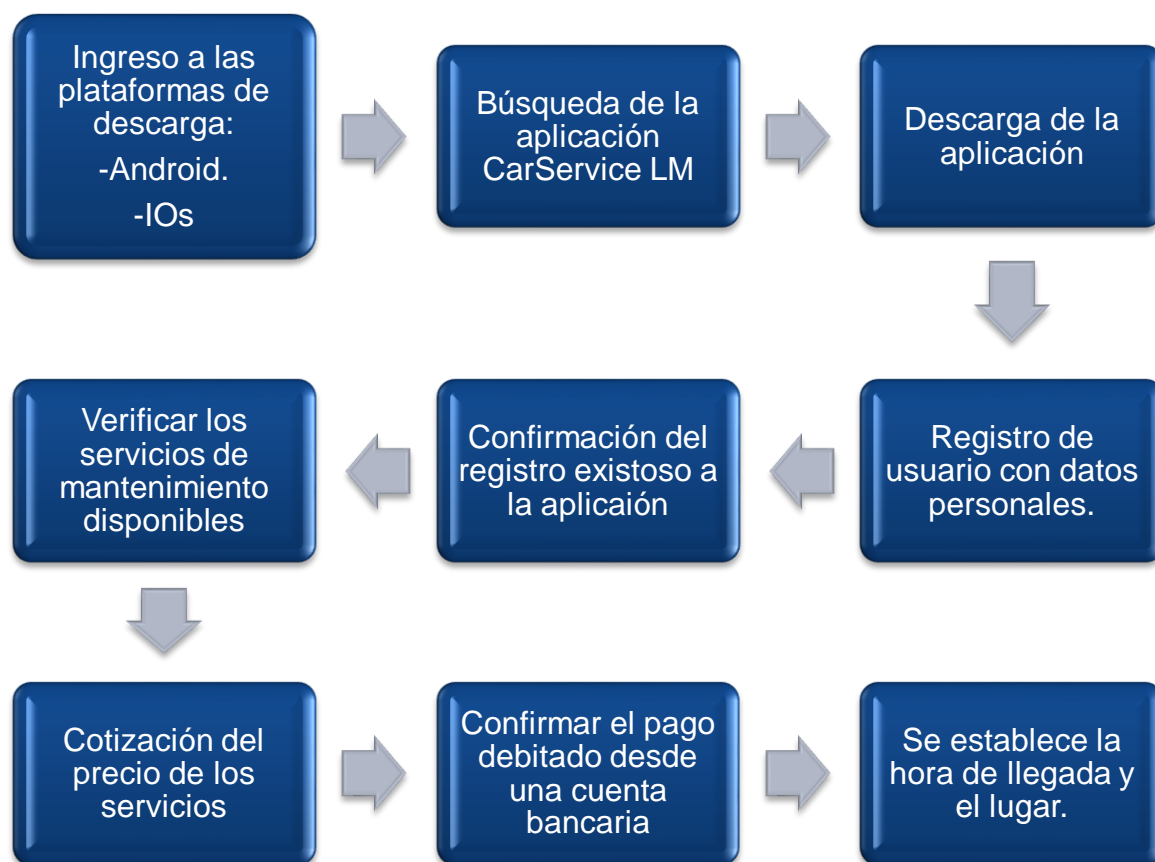 Ingreso a las
plataformas de
descarga:
-Android.
-IOs
Búsqueda de la
aplicación
CarService LM
Descarga de la
aplicación
Registro de
usuario con datos
personales.
Confirmación del
registro existoso a
la aplicaión
Verificar los
servicios de
mantenimiento
disponibles
Cotización del
precio de los
servicios
Confirmar el pago
debitado desde
una cuenta
bancaria
Se establece la
hora de llegada y
el lugar.